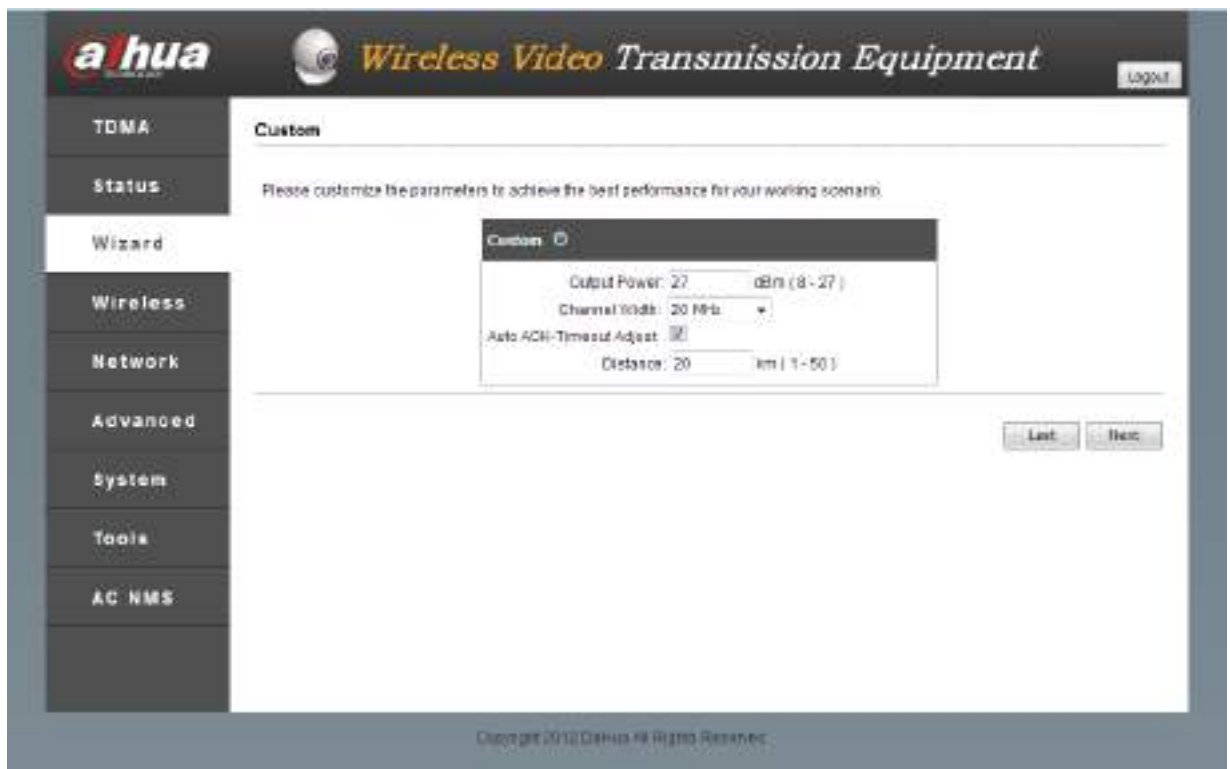 alhua
TECHNOLOGY
Wireless Video Transmission Equipment
Logout
TDMA
Status
Wizard
Wireless
Network
Advanced
System
Tools
AC NMS
Custom
Please customize the parameters to achieve the best performance for your working scenario.
Custom
Output Power: 27 dBm ( 8 - 27 )
Channel Width: 20 MHz
Auto ACK-Timeout Adjust:
Distance: 20 km ( 1 - 50 )
Last Next
Copyright 2012 Dahua All Rights Reserved.